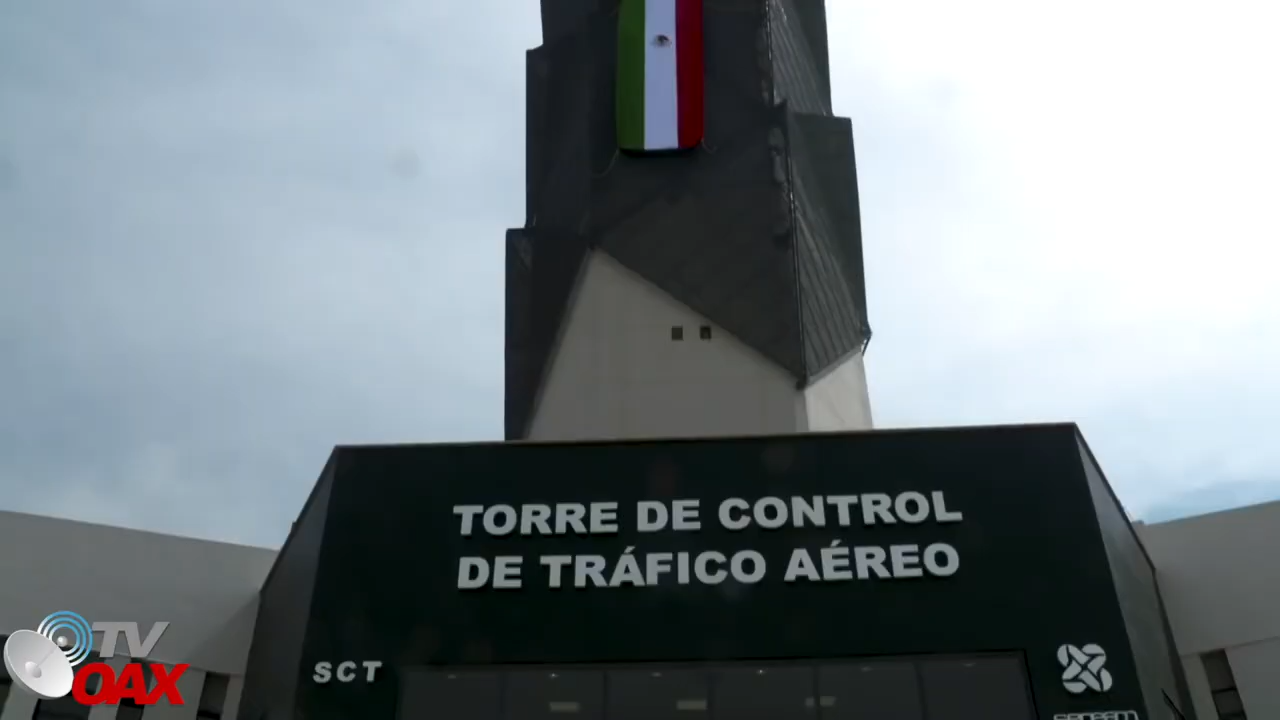 TORRE DE CONTROL
DE TRÁFICO AÉREO
SCT
TV
OAX